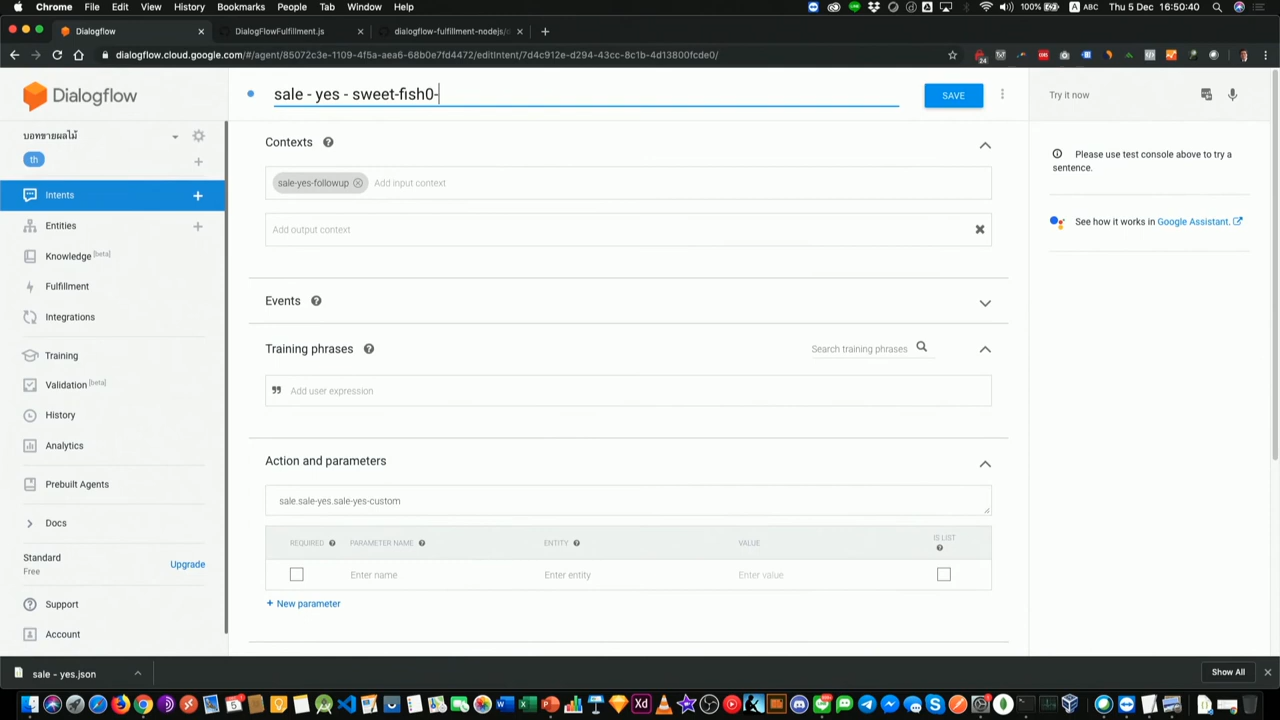 Chrome File Edit View History Bookmarks People Tab Window Help
100% ABC Thu 5 Dec 16:50:40
Dialogflow
DialogFlowFulfillment.js
dialogflow-fulfillment-nodejs/d
dialogflow.cloud.google.com/#/agent/85072c3e-1109-4f5a-aea6-68b0e7fd4472/editIntent/7d4c912e-d294-43cc-8c1b-4d13800fcde0/
24
Dialogflow
sale - yes - sweet-fish0-
SAVE
Try it now
บอทขายผลไม้
th
Contexts
Please use test console above to try a
sentence.
sale-yes-followup Add input context
Intents
See how it works in Google Assistant.
Entities
Add output context
Knowledge [beta]
Fulfillment
Events
Integrations
Training phrases
Search training phrases
Training
Validation [beta]
Add user expression
History
Analytics
Action and parameters
Prebuilt Agents
sale.sale-yes.sale-yes-custom
Docs
REQUIRED PARAMETER NAME ENTITY VALUE IS LIST
Standard
Free
Upgrade
Enter name Enter entity Enter value
New parameter
Support
Account
sale - yes.json
Show All